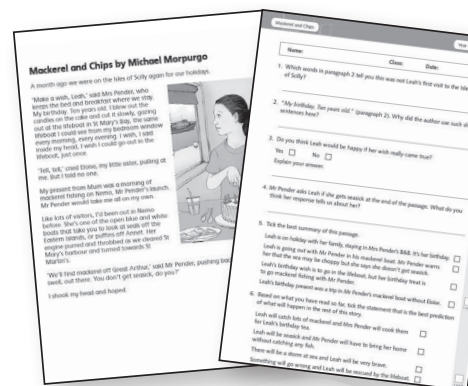 Mackerel and Chips by Michael Morpurgo
A month ago we were on the Isles of Scilly again for our holidays.
'Make a wish, Leah,' said Mrs Pender, who
keeps the bed and breakfast where we stay.
My birthday. Ten years old. I blew out the
candles on the cake and cut it slowly, gazing
out at the lifeboat in St Mary's Bay, the same
lifeboat I could see from my bedroom window
every morning, every evening. I wish, I said
inside my head, I wish I could go out in the
lifeboat, just once.
'Tell, tell,' cried Eloise, my little sister, pulling at
me. But I told no one.
My present from Mum was a morning of
mackerel fishing on Nemo, Mr Pender's launch.
Mr Pender would take me all on my own.
Like lots of visitors, I'd been out in Nemo
before. She's one of the open blue and white
boats that take you to look at seals off the
Eastern Islands, or puffins off Annet. Her
engine purred and throbbed as we cleared St
Mary's harbour and turned towards St
Martin's.
'We'll find mackerel off Great Arthur,' said Mr Pender, pushing
swell, out there. You don't get seasick, do you?'
I shook my head and hoped.
Mackerel and Chips
Name:
Class:
Date:
1. Which words in paragraph 2 tell you this was not Leah's first visit to the
of Scilly?
2. "My birthday. Ten years old." (paragraph 2). Why did the author use such
sentences here?
3. Do you think Leah would be happy if her wish really came true?
Yes No
Explain your answer.
4. Mr Pender asks Leah if she gets seasick at the end of the passage. What do you
think her response tells us about her?
5. Tick the best summary of this passage.
Leah is on holiday with her family, staying in Mrs Pender's B&B. It's her birthday.
Leah is going out with Mr Pender in his mackerel boat. Mr Pender warns
her that the sea may be choppy but she says she doesn't get seasick.
Leah's birthday wish is to go in the lifeboat, but her birthday treat is
to go mackerel fishing with Mr Pender.
Leah's birthday present was a trip in Mr Pender's mackerel boat without Eloise.
6. Based on what you have read so far, tick the statement that is the best prediction
of what will happen in the rest of this story.
Leah will catch lots of mackerel and Mrs Pender will cook them
for Leah's birthday tea.
Leah will be seasick and Mr Pender will have to bring her home
without catching any fish.
There will be a storm at sea and Leah will be very brave.
Something will go wrong and Leah will be rescued by the lifeboat.